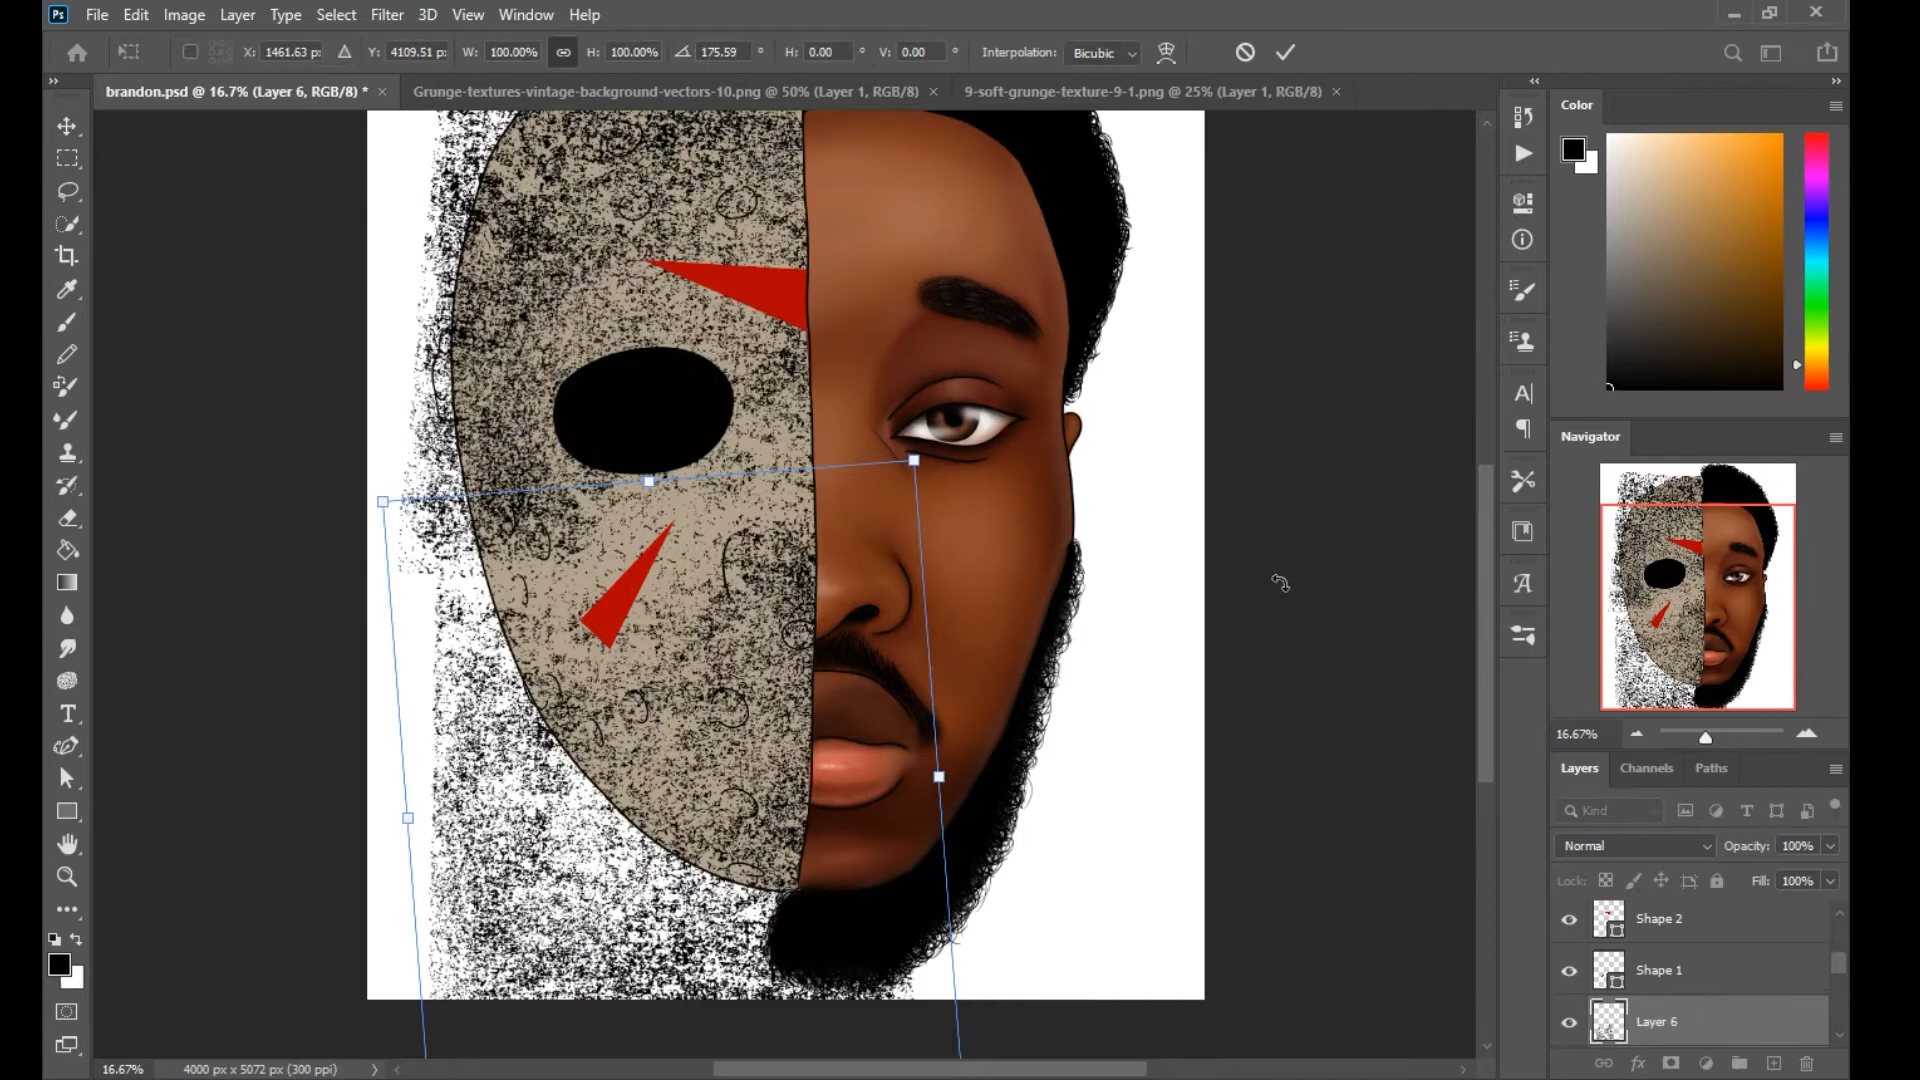 Ps File Edit Image Layer Type Select Filter 3D View Window Help
X: 1461.63 p: Y: 4109.51 p: W: 100.00% H: 100.00% 175.59 ° H: 0.00 ° V: 0.00 ° Interpolation: Bicubic
brandon.psd @ 16.7% (Layer 6, RGB/8) * Grunge-textures-vintage-background-vectors-10.png @ 50% (Layer 1, RGB/8) 9-soft-grunge-texture-9-1.png @ 25% (Layer 1, RGB/8)
Color
Navigator
16.67%
Layers Channels Paths
Kind
Normal Opacity: 100%
Lock: Fill: 100%
Shape 2
Shape 1
Layer 6
16.67% 4000 px x 5072 px (300 ppi)